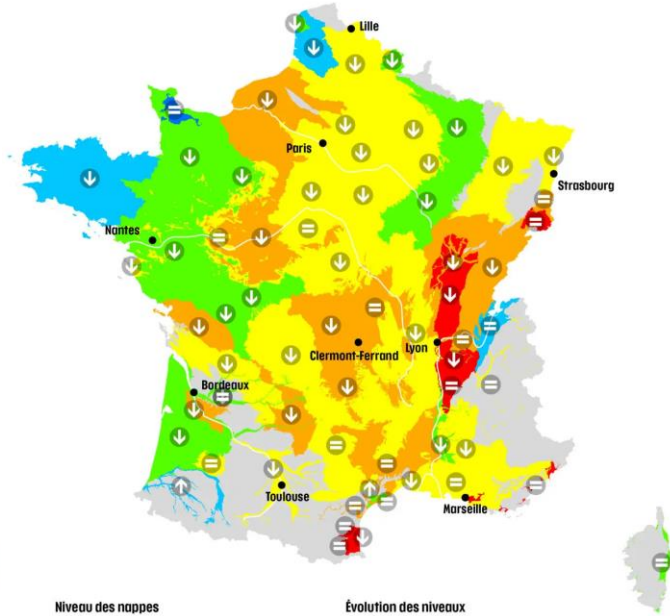 Lille
Paris
Strasbourg
Nantes
Clermont-Ferrand
Lyon
Bordeaux
Toulouse
Marseille
Niveau des nappes
Évolution des niveaux